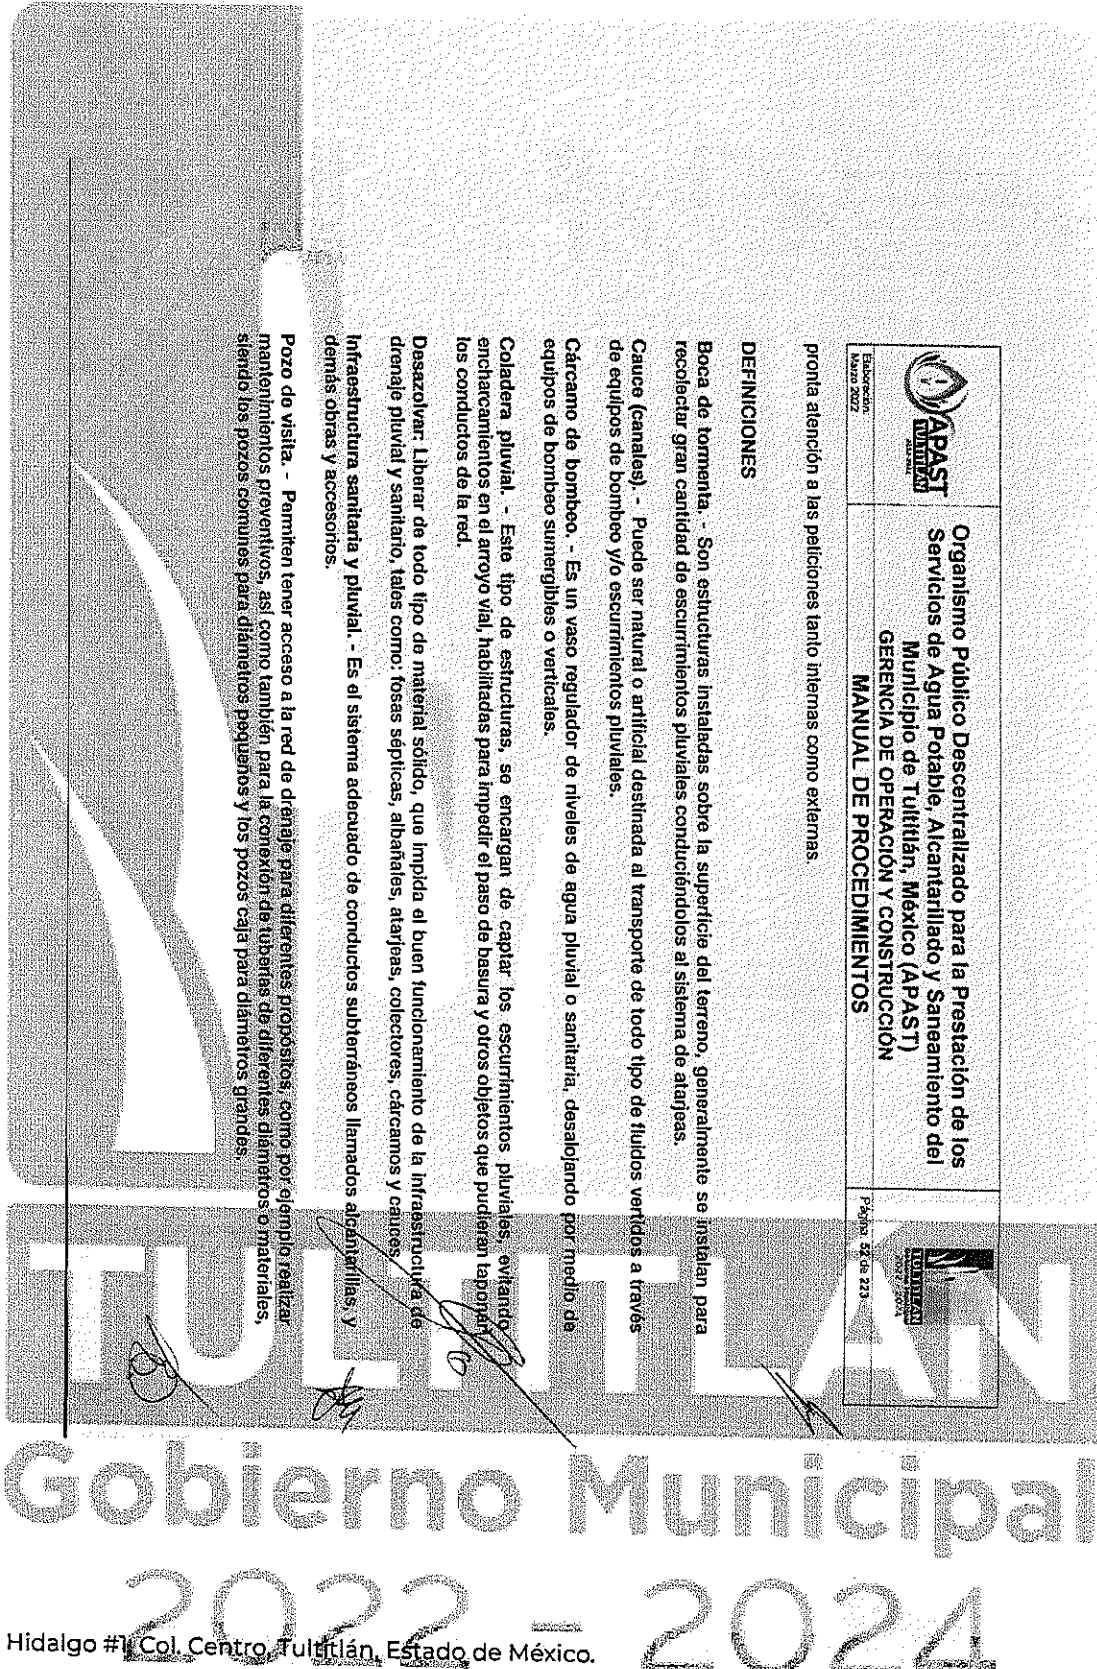 APAST
TULTITLÁN
Elaboración:
Marzo 2022
Organismo Público Descentralizado para la Prestación de los
Servicios de Agua Potable, Alcantarillado y Saneamiento del
Municipio de Tultitlán, México (APAST)
GERENCIA DE OPERACIÓN Y CONSTRUCCIÓN
MANUAL DE PROCEDIMIENTOS
TULTITLÁN
Página 52 de 223
pronta atención a las peticiones tanto internas como externas.
DEFINICIONES
Boca de tormenta. - Son estructuras instaladas sobre la superficie del terreno, generalmente se instalan para
recolectar gran cantidad de escurrimientos pluviales conduciéndolos al sistema de atarjeas.
Cauce (canales). - Puede ser natural o artificial destinada al transporte de todo tipo de fluidos vertidos a través
de equipos de bombeo y/o escurrimientos pluviales.
Cárcamo de bombeo. - Es un vaso regulador de niveles de agua pluvial o sanitaria, desalojando por medio de
equipos de bombeo sumergibles o verticales.
Coladera pluvial. - Este tipo de estructuras, se encargan de captar los escurrimientos pluviales, evitando
encharcamientos en el arroyo vial, habilitadas para impedir el paso de basura y otros objetos que pudieran taponar
los conductos de la red.
Desazolvar: Liberar de todo tipo de material sólido, que impida el buen funcionamiento de la infraestructura de
drenaje pluvial y sanitario, tales como: fosas sépticas, albañales, atarjeas, colectores, cárcamos y cauces.
Infraestructura sanitaria y pluvial. - Es el sistema adecuado de conductos subterráneos llamados alcantarillas, y
demás obras y accesorios.
Pozo de visita. - Permiten tener acceso a la red de drenaje para diferentes propósitos, como por ejemplo realizar
mantenimientos preventivos, así como también para la conexión de tuberías de diferentes diámetros o materiales,
siendo los pozos comunes para diámetros pequeños y los pozos caja para diámetros grandes.
TULTITLÁN
Gobierno Municipal
2022 - 2024
Hidalgo #1, Col. Centro, Tultitlán, Estado de México.